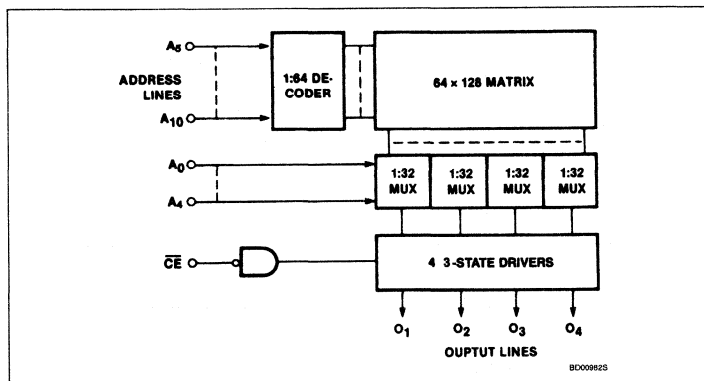 A5
ADDRESS
LINES
A10
1:64 DE-
CODER
64 × 128 MATRIX
A0
A4
1:32
MUX
1:32
MUX
1:32
MUX
1:32
MUX
CE
4 3-STATE DRIVERS
O1 O2 O3 O4
OUPTUT LINES
BD00982S